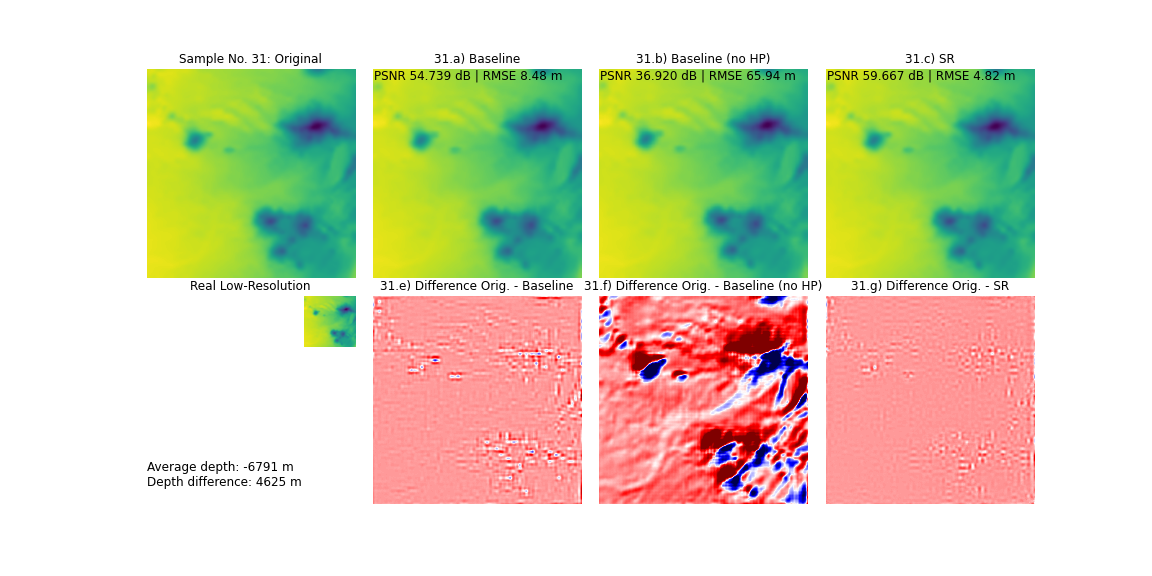 Sample No. 31: Original
31.a) Baseline
31.b) Baseline (no HP)
31.c) SR
PSNR 54.739 dB | RMSE 8.48 m
PSNR 36.920 dB | RMSE 65.94 m
PSNR 59.667 dB | RMSE 4.82 m
Real Low-Resolution
31.e) Difference Orig. - Baseline
31.f) Difference Orig. - Baseline (no HP)
31.g) Difference Orig. - SR
Average depth: -6791 m
Depth difference: 4625 m